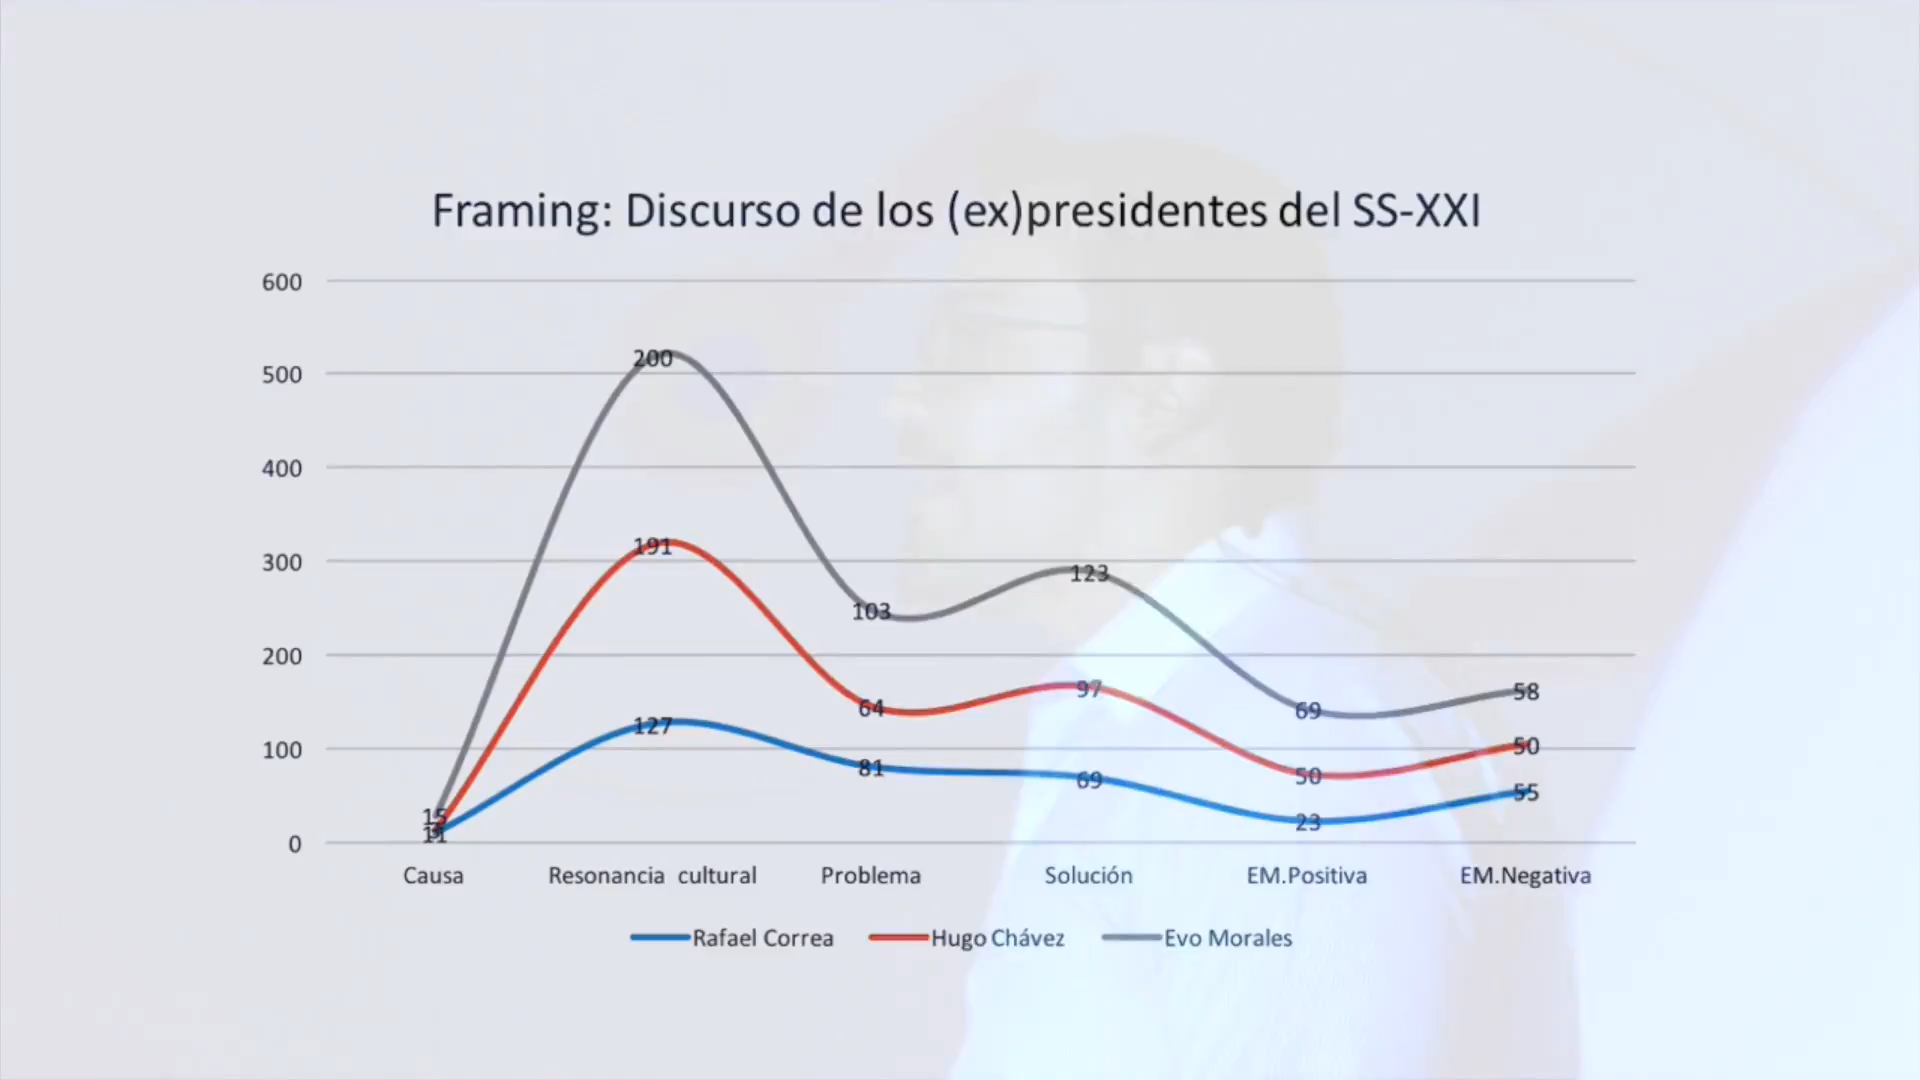 Framing: Discurso de los (ex)presidentes del SS-XXI
600
500
400
300
200
100
0
200
191
127
103
64
81
123
97
69
69
50
23
58
50
55
15
11
Causa
Resonancia cultural
Problema
Solución
EM.Positiva
EM.Negativa
Rafael Correa
Hugo Chávez
Evo Morales